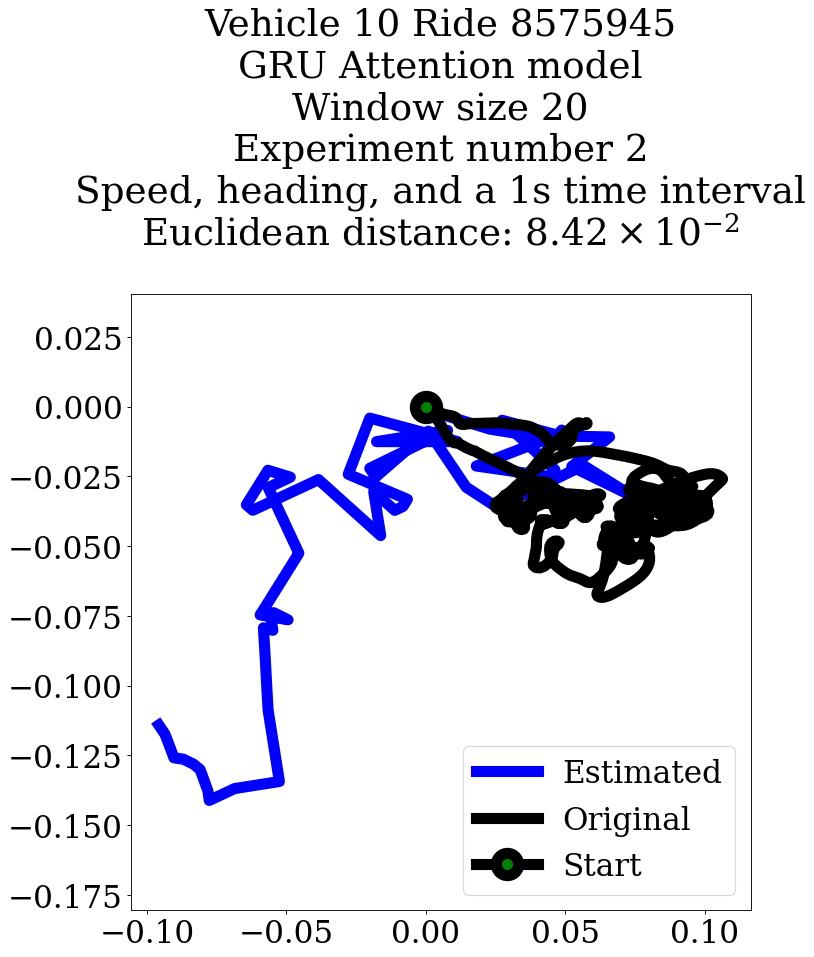 Vehicle 10 Ride 8575945
GRU Attention model
Window size 20
Experiment number 2
Speed, heading, and a 1s time interval
Euclidean distance: 8.42 × 10⁻²
0.025
0.000
−0.025
−0.050
−0.075
−0.100
−0.125
−0.150
−0.175
−0.10
−0.05
0.00
0.05
0.10
Estimated
Original
Start